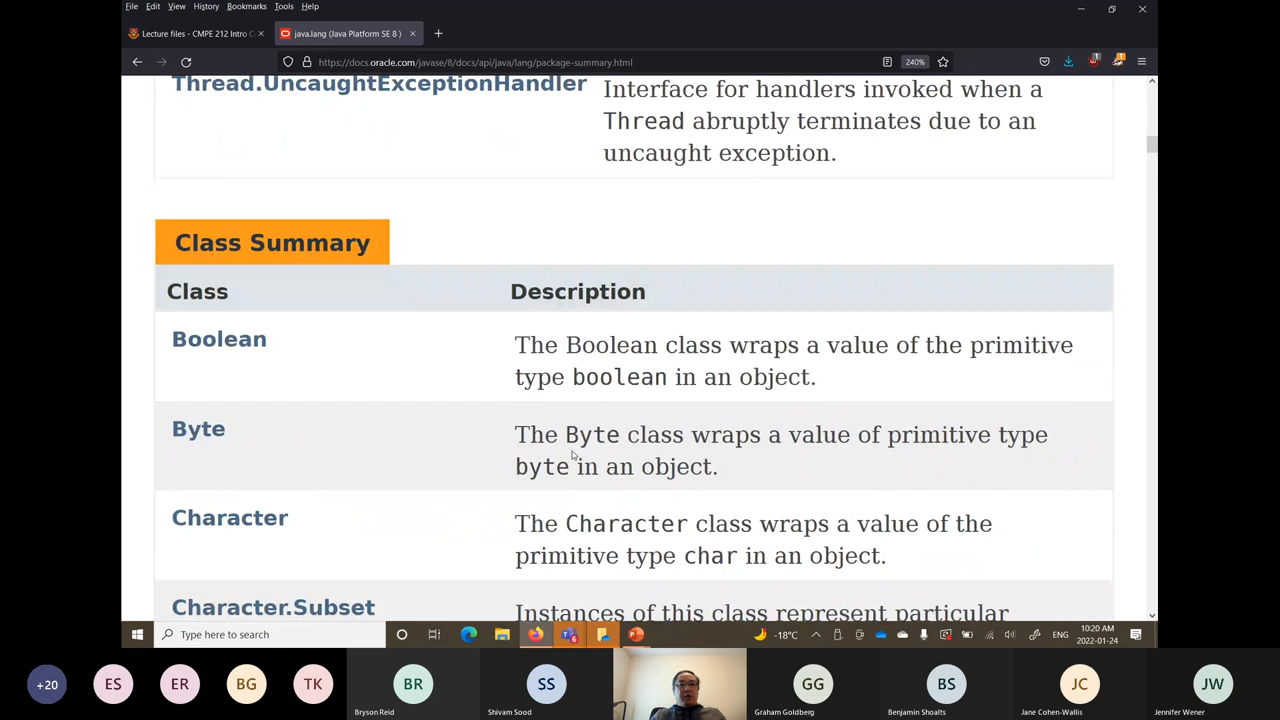 File Edit View History Bookmarks Tools Help
Lecture files - CMPE 212 Intro C
java.lang (Java Platform SE 8 )
https://docs.oracle.com/javase/8/docs/api/java/lang/package-summary.html
240%
Thread.UncaughtExceptionHandler
Interface for handlers invoked when a
Thread abruptly terminates due to an
uncaught exception.
Class Summary
Class Description
Boolean
The Boolean class wraps a value of the primitive
type boolean in an object.
Byte
The Byte class wraps a value of primitive type
byte in an object.
Character
The Character class wraps a value of the
primitive type char in an object.
Character.Subset
Instances of this class represent particular
Type here to search
6
-18°C
ENG
10:20 AM
2022-01-24
+20
ES
ER
BG
TK
BR
Bryson Reid
SS
Shivam Sood
GG
Graham Goldberg
BS
Benjamin Shoalts
JC
Jane Cohen-Wallis
JW
Jennifer Wener